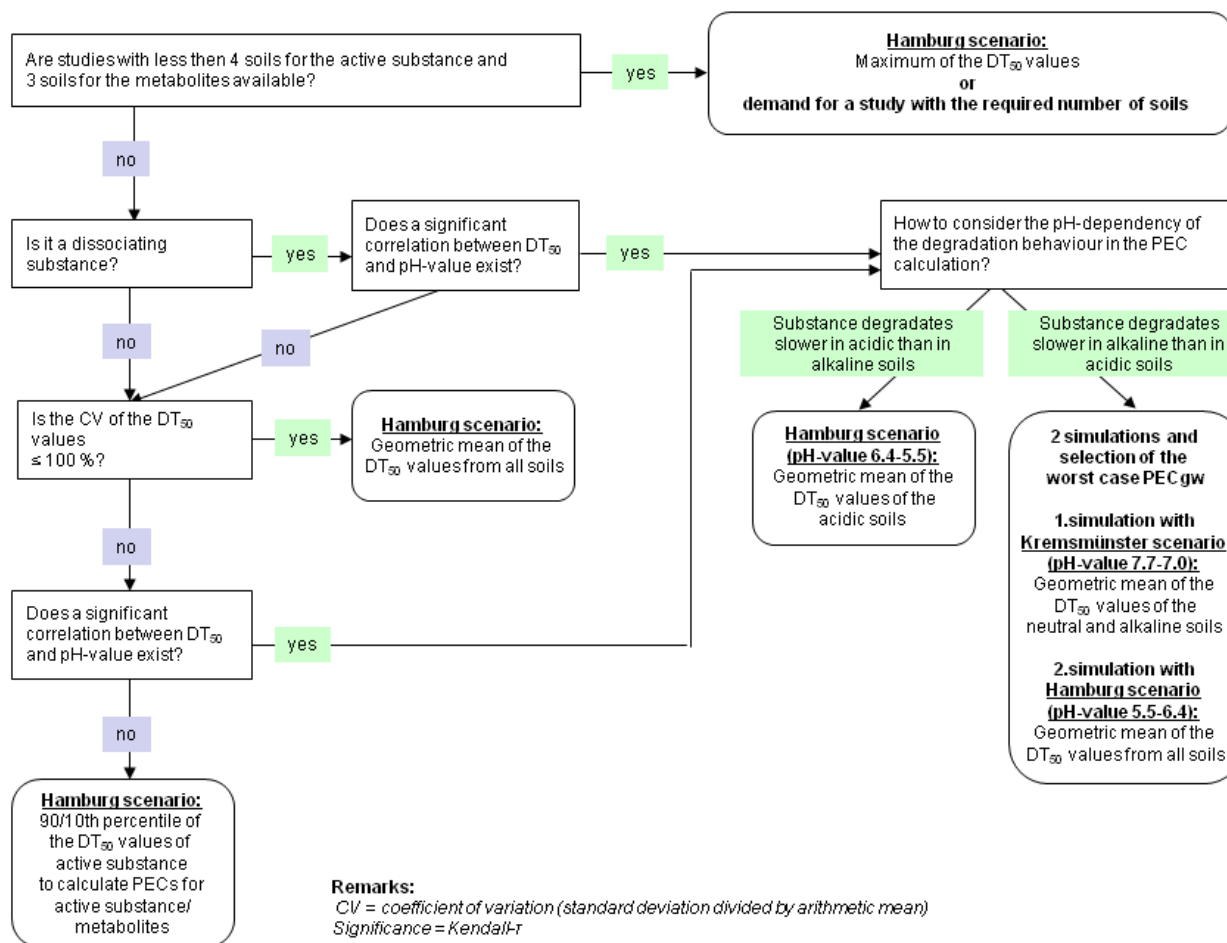 Are studies with less then 4 soils for the active substance and
3 soils for the metabolites available?
yes
Hamburg scenario:
Maximum of the DT50 values
or
demand for a study with the required number of soils
no
Is it a dissociating
substance?
yes
Does a significant
correlation between DT50
and pH-value exist?
yes
How to consider the pH-dependency of
the degradation behaviour in the PEC
calculation?
no
no
Substance degradates
slower in acidic than in
alkaline soils
Substance degradates
slower in alkaline than in
acidic soils
Is the CV of the DT50
values
≤ 100 %?
yes
Hamburg scenario:
Geometric mean of the
DT50 values from all soils
Hamburg scenario
(pH-value 6.4-5.5):
Geometric mean of the
DT50 values of the
acidic soils
2 simulations and
selection of the
worst case PECgw
1.simulation with
Kremsmünster scenario
(pH-value 7.7-7.0):
Geometric mean of the
DT50 values of the
neutral and alkaline soils
2.simulation with
Hamburg scenario
(pH-value 5.5-6.4):
Geometric mean of the
DT50 values from all soils
no
Does a significant
correlation between DT50
and pH-value exist?
yes
no
Hamburg scenario:
90/10th percentile of
the DT50 values of
active substance
to calculate PECs for
active substance/
metabolites
Remarks:
CV = coefficient of variation (standard deviation divided by arithmetic mean)
Significance = Kendall-τ